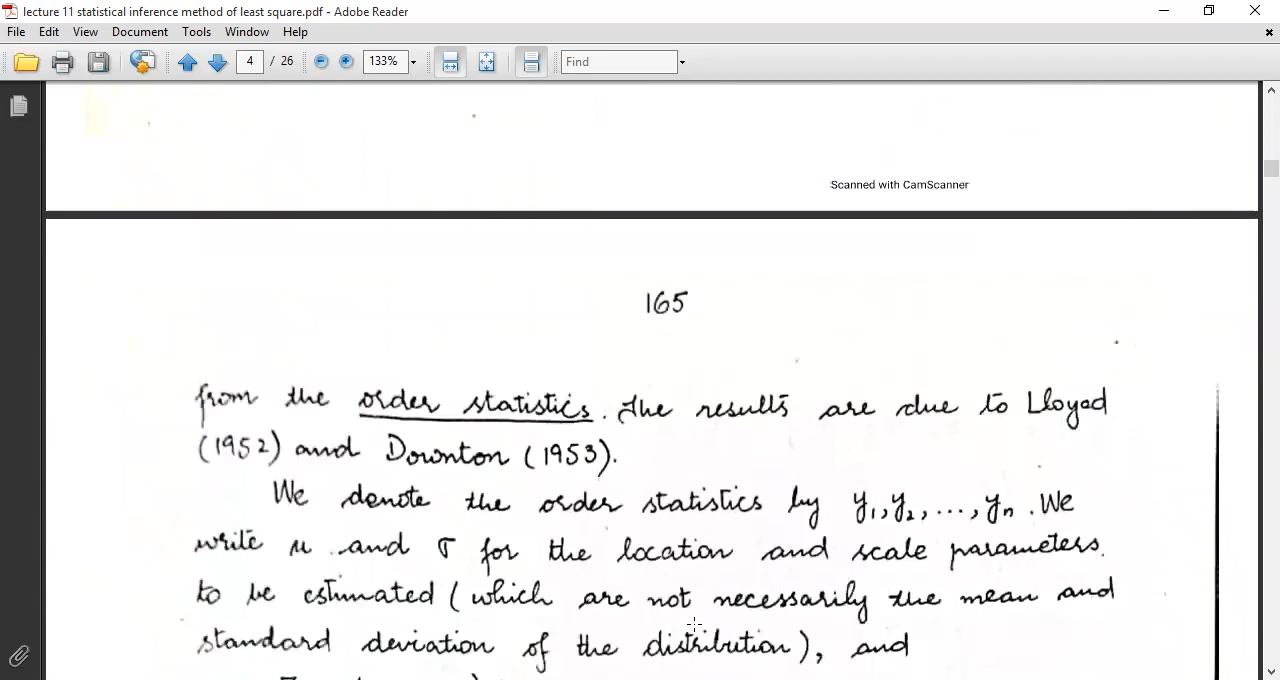 lecture 11 statistical inference method of least square.pdf - Adobe Reader
File Edit View Document Tools Window Help
4 / 26 133% Find
Scanned with CamScanner
165
from the order statistics. The results are due to Lloyed
(1952) and Downton (1953).
We denote the order statistics by y₁, y₂, ..., yₙ. We
write μ and σ for the location and scale parameters
to be estimated (which are not necessarily the mean and
standard deviation of the distribution), and